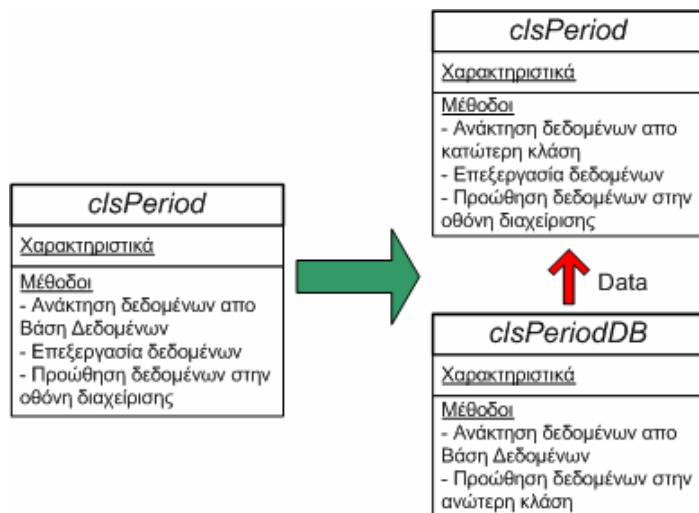 clsPeriod
Χαρακτηριστικά
Μέθοδοι
- Ανάκτηση δεδομένων απο
Βάση Δεδομένων
- Επεξεργασία δεδομένων
- Προώθηση δεδομένων στην
οθόνη διαχείρισης
clsPeriod
Χαρακτηριστικά
Μέθοδοι
- Ανάκτηση δεδομένων απο
κατώτερη κλάση
- Επεξεργασία δεδομένων
- Προώθηση δεδομένων στην
οθόνη διαχείρισης
Data
clsPeriodDB
Χαρακτηριστικά
Μέθοδοι
- Ανάκτηση δεδομένων απο
Βάση Δεδομένων
- Προώθηση δεδομένων στην
ανώτερη κλάση